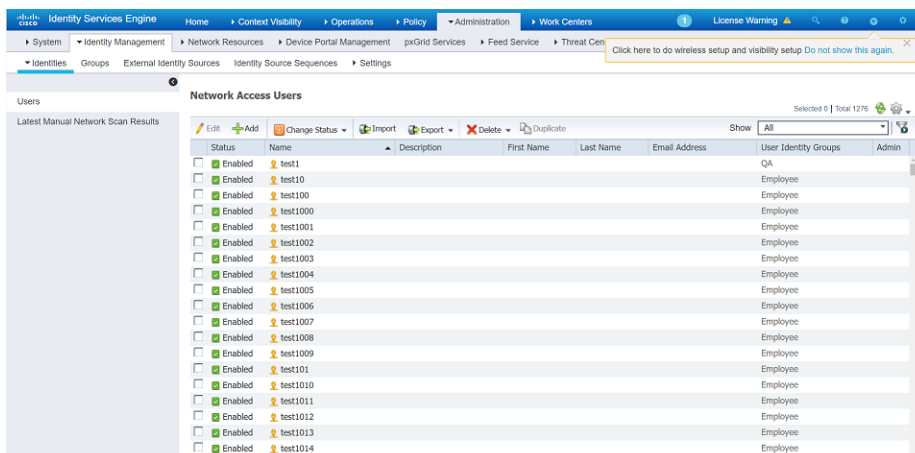 cisco Identity Services Engine Home Context Visibility Operations Policy Administration Work Centers 1 License Warning
System Identity Management Network Resources Device Portal Management pxGrid Services Feed Service Threat Cen
Click here to do wireless setup and visibility setup Do not show this again.
Identities Groups External Identity Sources Identity Source Sequences Settings
Users
Latest Manual Network Scan Results
Network Access Users
Selected 0 | Total 1276
Edit Add Change Status Import Export Delete Duplicate Show All
Status Name Description First Name Last Name Email Address User Identity Groups Admin
Enabled test1 QA
Enabled test10 Employee
Enabled test100 Employee
Enabled test1000 Employee
Enabled test1001 Employee
Enabled test1002 Employee
Enabled test1003 Employee
Enabled test1004 Employee
Enabled test1005 Employee
Enabled test1006 Employee
Enabled test1007 Employee
Enabled test1008 Employee
Enabled test1009 Employee
Enabled test101 Employee
Enabled test1010 Employee
Enabled test1011 Employee
Enabled test1012 Employee
Enabled test1013 Employee
Enabled test1014 Employee